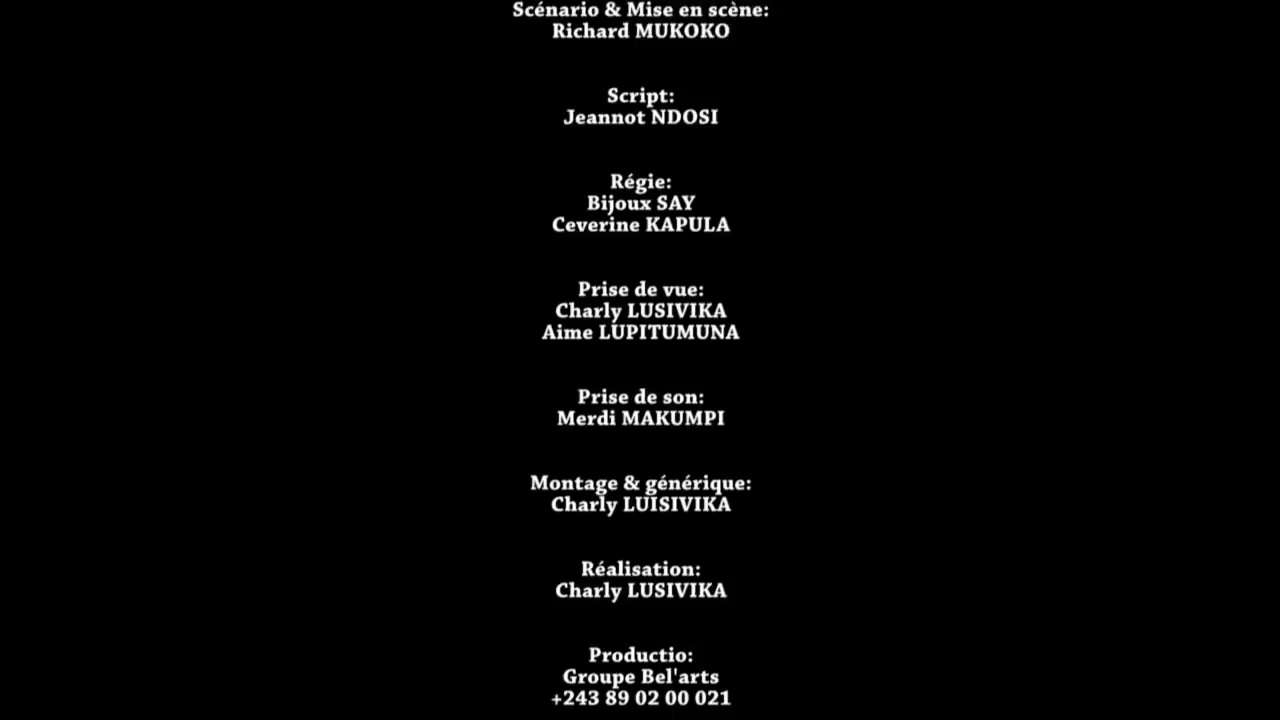 Scénario & Mise en scène:
Richard MUKOKO
Script:
Jeannot NDOSI
Régie:
Bijoux SAY
Ceverine KAPULA
Prise de vue:
Charly LUSIVIKA
Aime LUPITUMUNA
Prise de son:
Merdi MAKUMPI
Montage & générique:
Charly LUISIVIKA
Réalisation:
Charly LUSIVIKA
Productio:
Groupe Bel'arts
+243 89 02 00 021